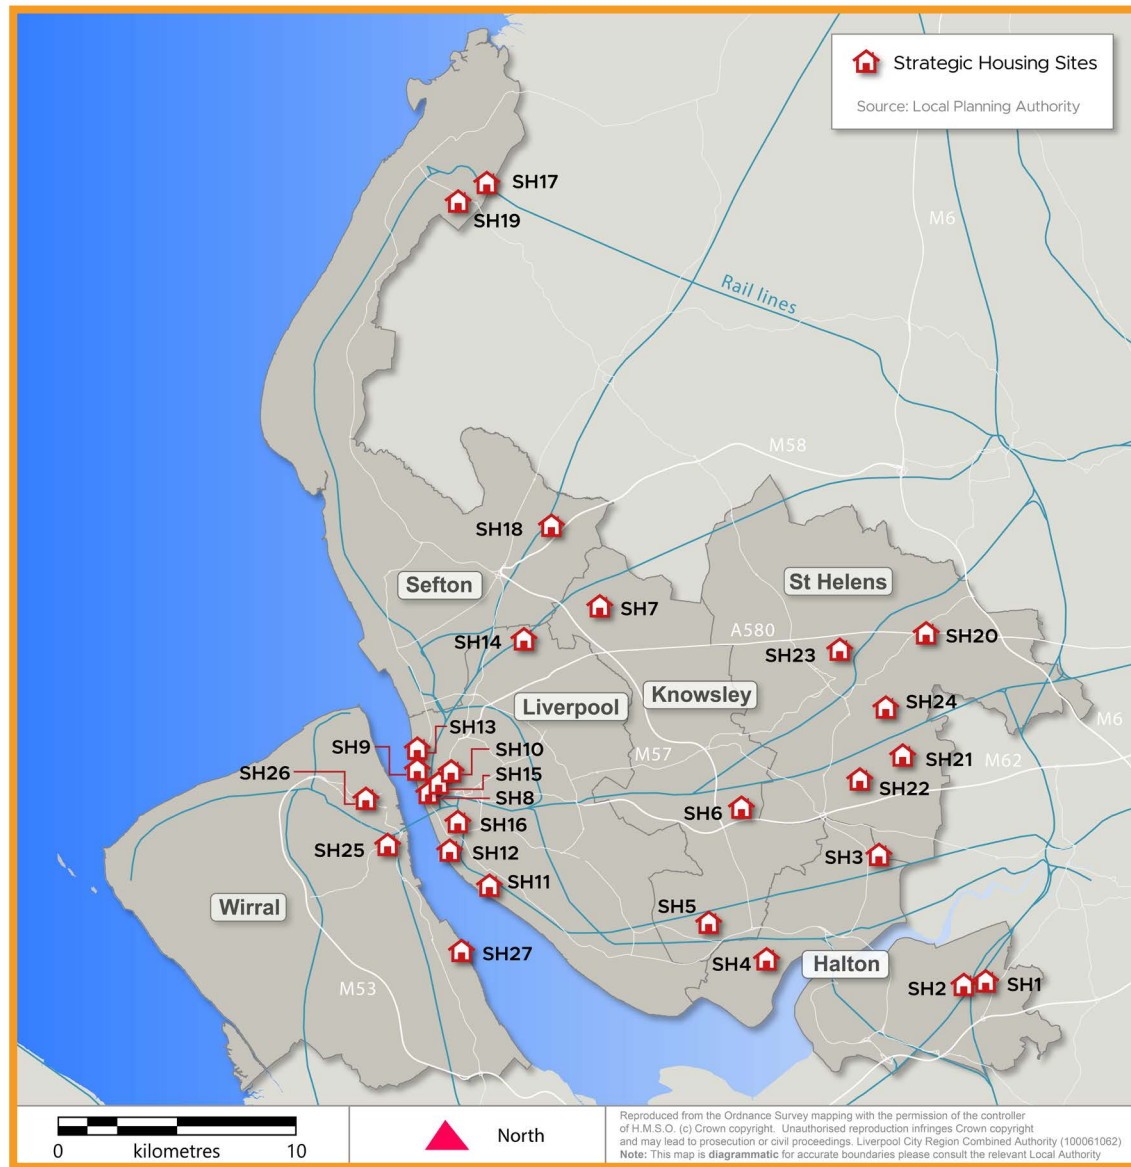 Strategic Housing Sites
Source: Local Planning Authority
SH17
SH19
M6
Rail lines
M58
SH18
Sefton
St Helens
SH7
A580
SH20
SH14
SH23
Knowsley
Liverpool
SH24
M6
SH13
SH9
SH10
M57
SH21
M62
SH26
SH15
SH22
SH8
SH6
SH16
SH25
SH12
SH3
SH11
Wirral
SH5
SH27
SH4
Halton
SH2
SH1
M53
0
kilometres
10
North
Reproduced from the Ordnance Survey mapping with the permission of the controller
of H.M.S.O. (c) Crown copyright. Unauthorised reproduction infringes Crown copyright
and may lead to prosecution or civil proceedings. Liverpool City Region Combined Authority (100061062)
Note: This map is diagrammatic for accurate boundaries please consult the relevant Local Authority